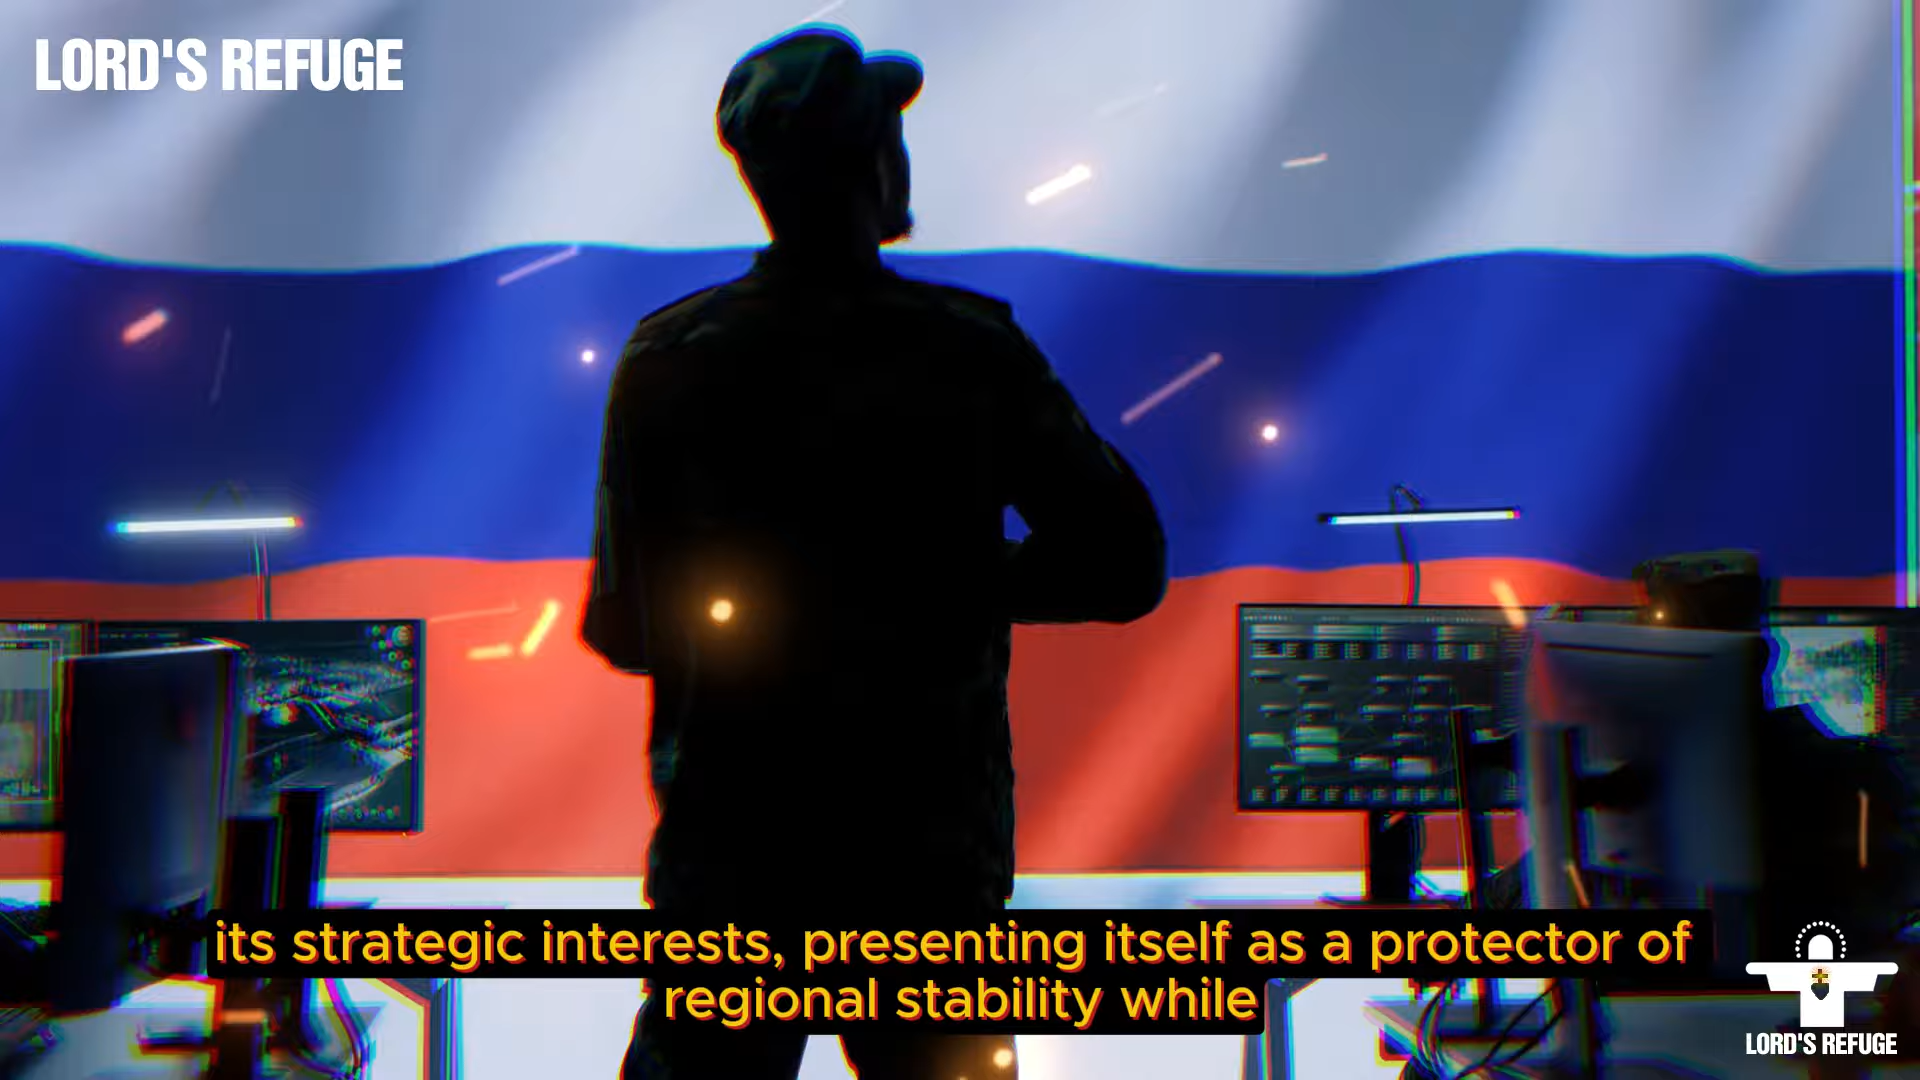 LORD'S REFUGE
its strategic interests, presenting itself as a protector of
regional stability while
LORD'S REFUGE